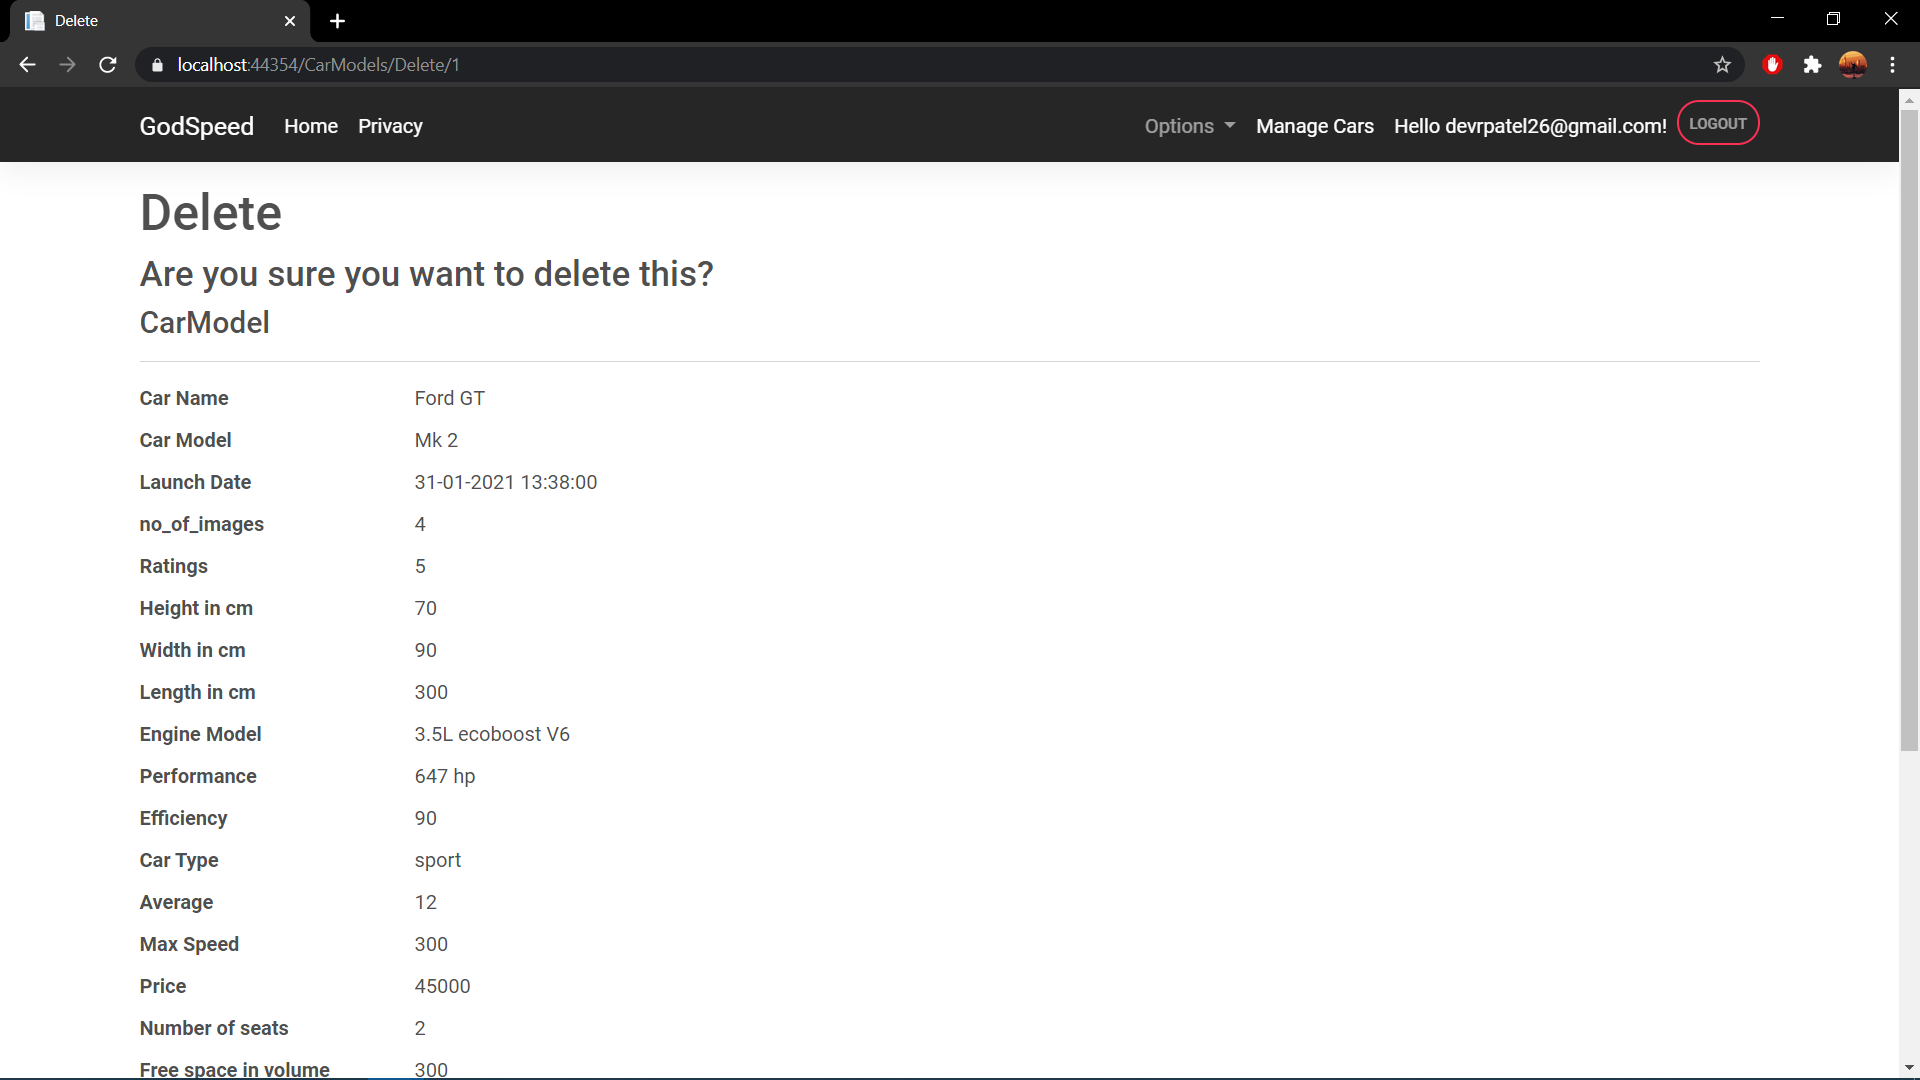 Delete
localhost:44354/CarModels/Delete/1
GodSpeed Home Privacy Options Manage Cars Hello devrpatel26@gmail.com! LOGOUT
Delete
Are you sure you want to delete this?
CarModel
Car Name Ford GT
Car Model Mk 2
Launch Date 31-01-2021 13:38:00
no_of_images 4
Ratings 5
Height in cm 70
Width in cm 90
Length in cm 300
Engine Model 3.5L ecoboost V6
Performance 647 hp
Efficiency 90
Car Type sport
Average 12
Max Speed 300
Price 45000
Number of seats 2
Free space in volume 300